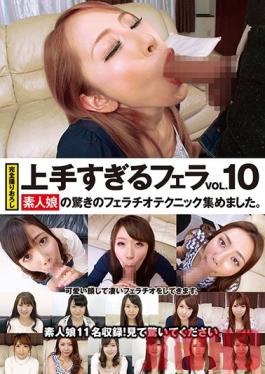 完全撮りおろし
上手すぎるフェラVOL.10
素人娘の驚きのフェラチオテクニック集めました。
可愛い顔して凄いフェラチオをしてきます。
素人娘11名収録!見て驚いてください。